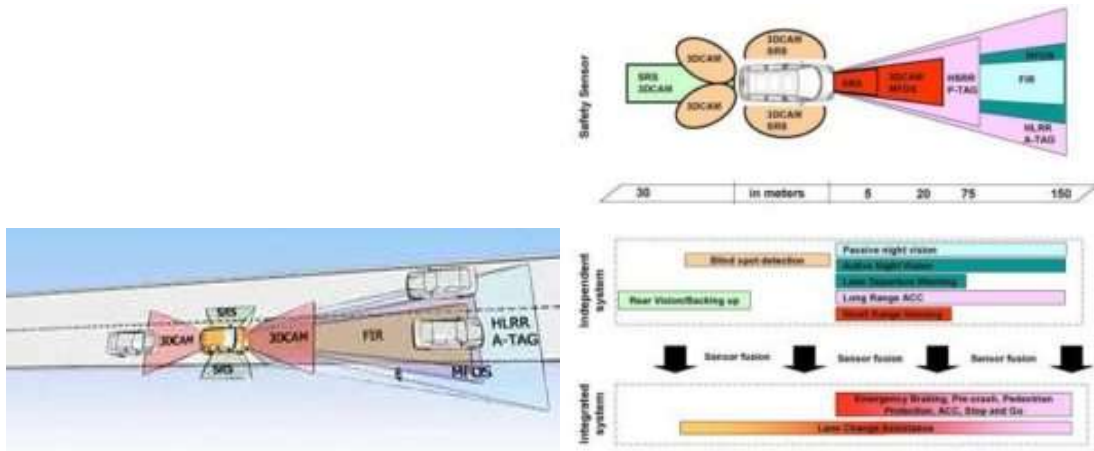 Safety Sensor
3DCAM
SRS
3DCAM
3DCAM
SRS
3DCAM
3DCAM
SRS
SRS
3DCAM
MFOS
HSRR
P-TAG
MFOS
FIR
HLRR
A-TAG
30
in meters
5
20
75
150
SRS
3DCAM
3DCAM
SRS
FIR
HLRR
A-TAG
MFOS
Independent
system
Passive night vision
Active Night Vision
Blind spot detection
Lane Departure Warning
Rear Vision/Backing up
Long Range ACC
Short Range Sensing
Sensor fusion
Sensor fusion
Sensor fusion
Integrated
system
Emergency Braking, Pre-crash, Pedestrian
Protection, ACC, Stop and Go
Lane Change Assistance